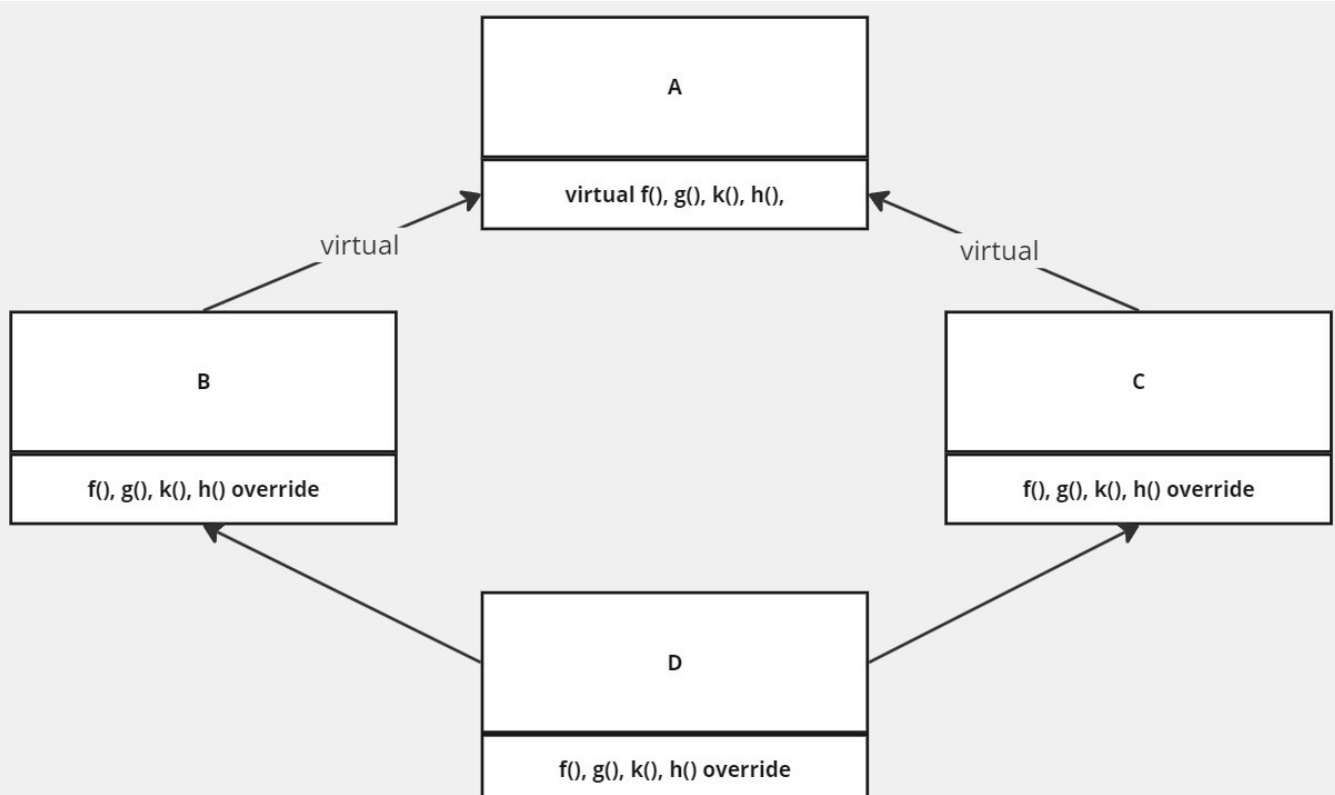 A
virtual f(), g(), k(), h(),
virtual
virtual
B
C
f(), g(), k(), h() override
f(), g(), k(), h() override
D
f(), g(), k(), h() override